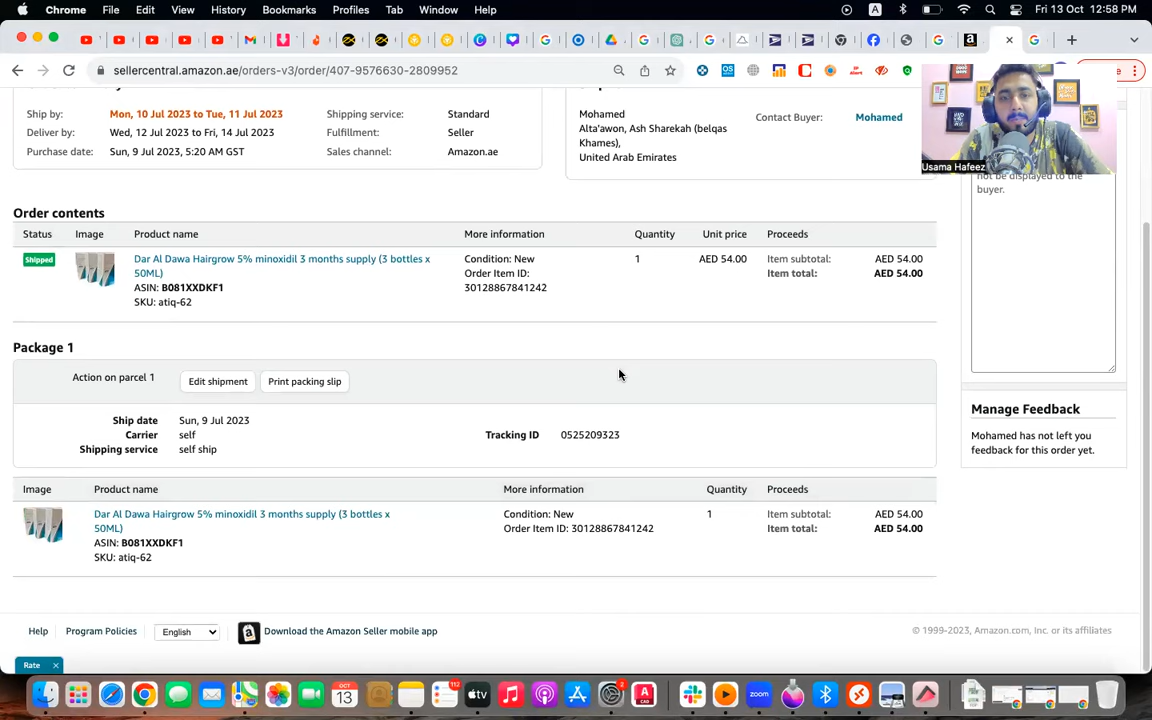 Chrome File Edit View History Bookmarks Profiles Tab Window Help
A
Fri 13 Oct 12:58 PM
sellercentral.amazon.ae/orders-v3/order/407-9576630-2809952
Ship by: Mon, 10 Jul 2023 to Tue, 11 Jul 2023
Deliver by: Wed, 12 Jul 2023 to Fri, 14 Jul 2023
Purchase date: Sun, 9 Jul 2023, 5:20 AM GST
Shipping service: Standard
Fulfillment: Seller
Sales channel: Amazon.ae
Mohamed
Alta'awon, Ash Sharekah (belqas
Khames),
United Arab Emirates
Contact Buyer: Mohamed
Usama Hafeez
not be displayed to the
buyer.
Order contents
Status Image Product name More information Quantity Unit price Proceeds
Shipped
Dar Al Dawa Hairgrow 5% minoxidil 3 months supply (3 bottles x
50ML)
ASIN: B081XXDKF1
SKU: atiq-62
Condition: New
Order Item ID:
30128867841242
1
AED 54.00
Item subtotal: AED 54.00
Item total: AED 54.00
Package 1
Action on parcel 1 Edit shipment Print packing slip
Ship date Sun, 9 Jul 2023
Carrier self
Shipping service self ship
Tracking ID 0525209323
Manage Feedback
Mohamed has not left you
feedback for this order yet.
Image Product name More information Quantity Proceeds
Dar Al Dawa Hairgrow 5% minoxidil 3 months supply (3 bottles x
50ML)
ASIN: B081XXDKF1
SKU: atiq-62
Condition: New
Order Item ID: 30128867841242
1
Item subtotal: AED 54.00
Item total: AED 54.00
Help Program Policies English Download the Amazon Seller mobile app © 1999-2023, Amazon.com, Inc. or its affiliates
Rate ×
OCT
13
112
tv
2
zoom